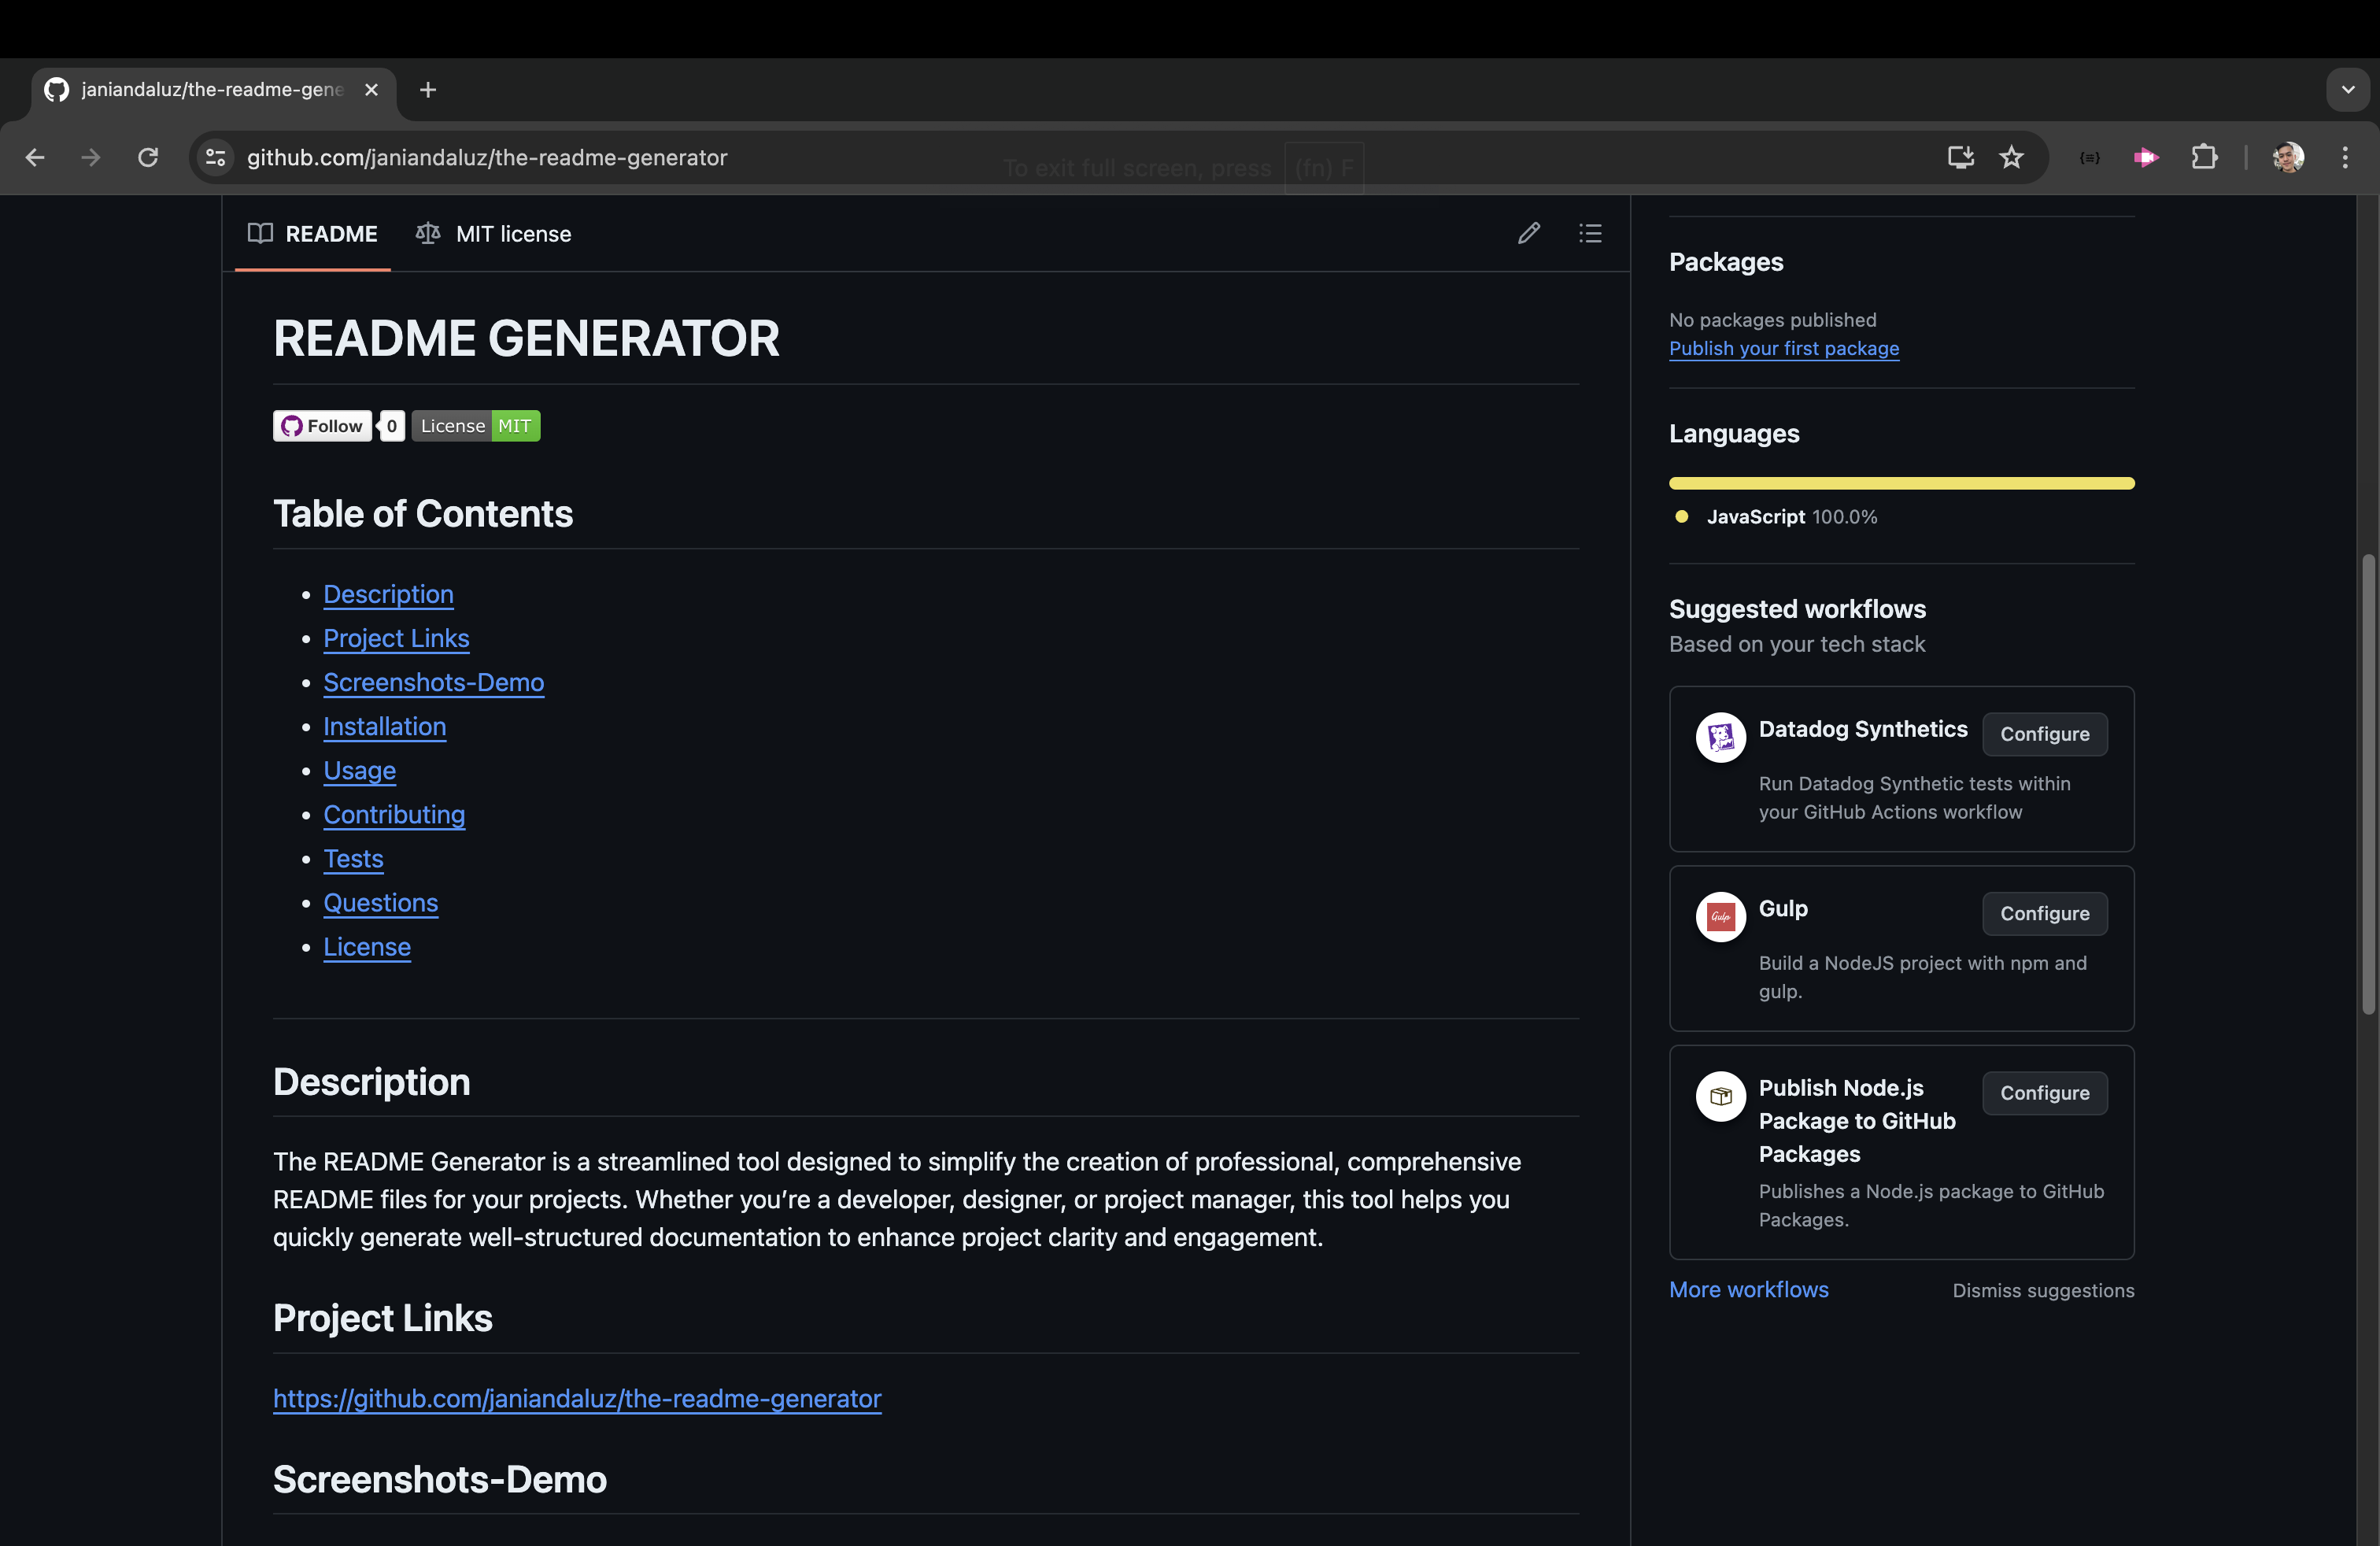 janiandaluz/the-readme-gene
github.com/janiandaluz/the-readme-generator
To exit full screen, press (fn) F
README
MIT license
README GENERATOR
Follow 0 License MIT
Table of Contents
Description
Project Links
Screenshots-Demo
Installation
Usage
Contributing
Tests
Questions
License
Description
The README Generator is a streamlined tool designed to simplify the creation of professional, comprehensive
README files for your projects. Whether you’re a developer, designer, or project manager, this tool helps you
quickly generate well-structured documentation to enhance project clarity and engagement.
Project Links
https://github.com/janiandaluz/the-readme-generator
Screenshots-Demo
Packages
No packages published
Publish your first package
Languages
JavaScript 100.0%
Suggested workflows
Based on your tech stack
Datadog Synthetics
Configure
Run Datadog Synthetic tests within
your GitHub Actions workflow
Gulp
Gulp
Configure
Build a NodeJS project with npm and
gulp.
Publish Node.js
Package to GitHub
Packages
Configure
Publishes a Node.js package to GitHub
Packages.
More workflows
Dismiss suggestions